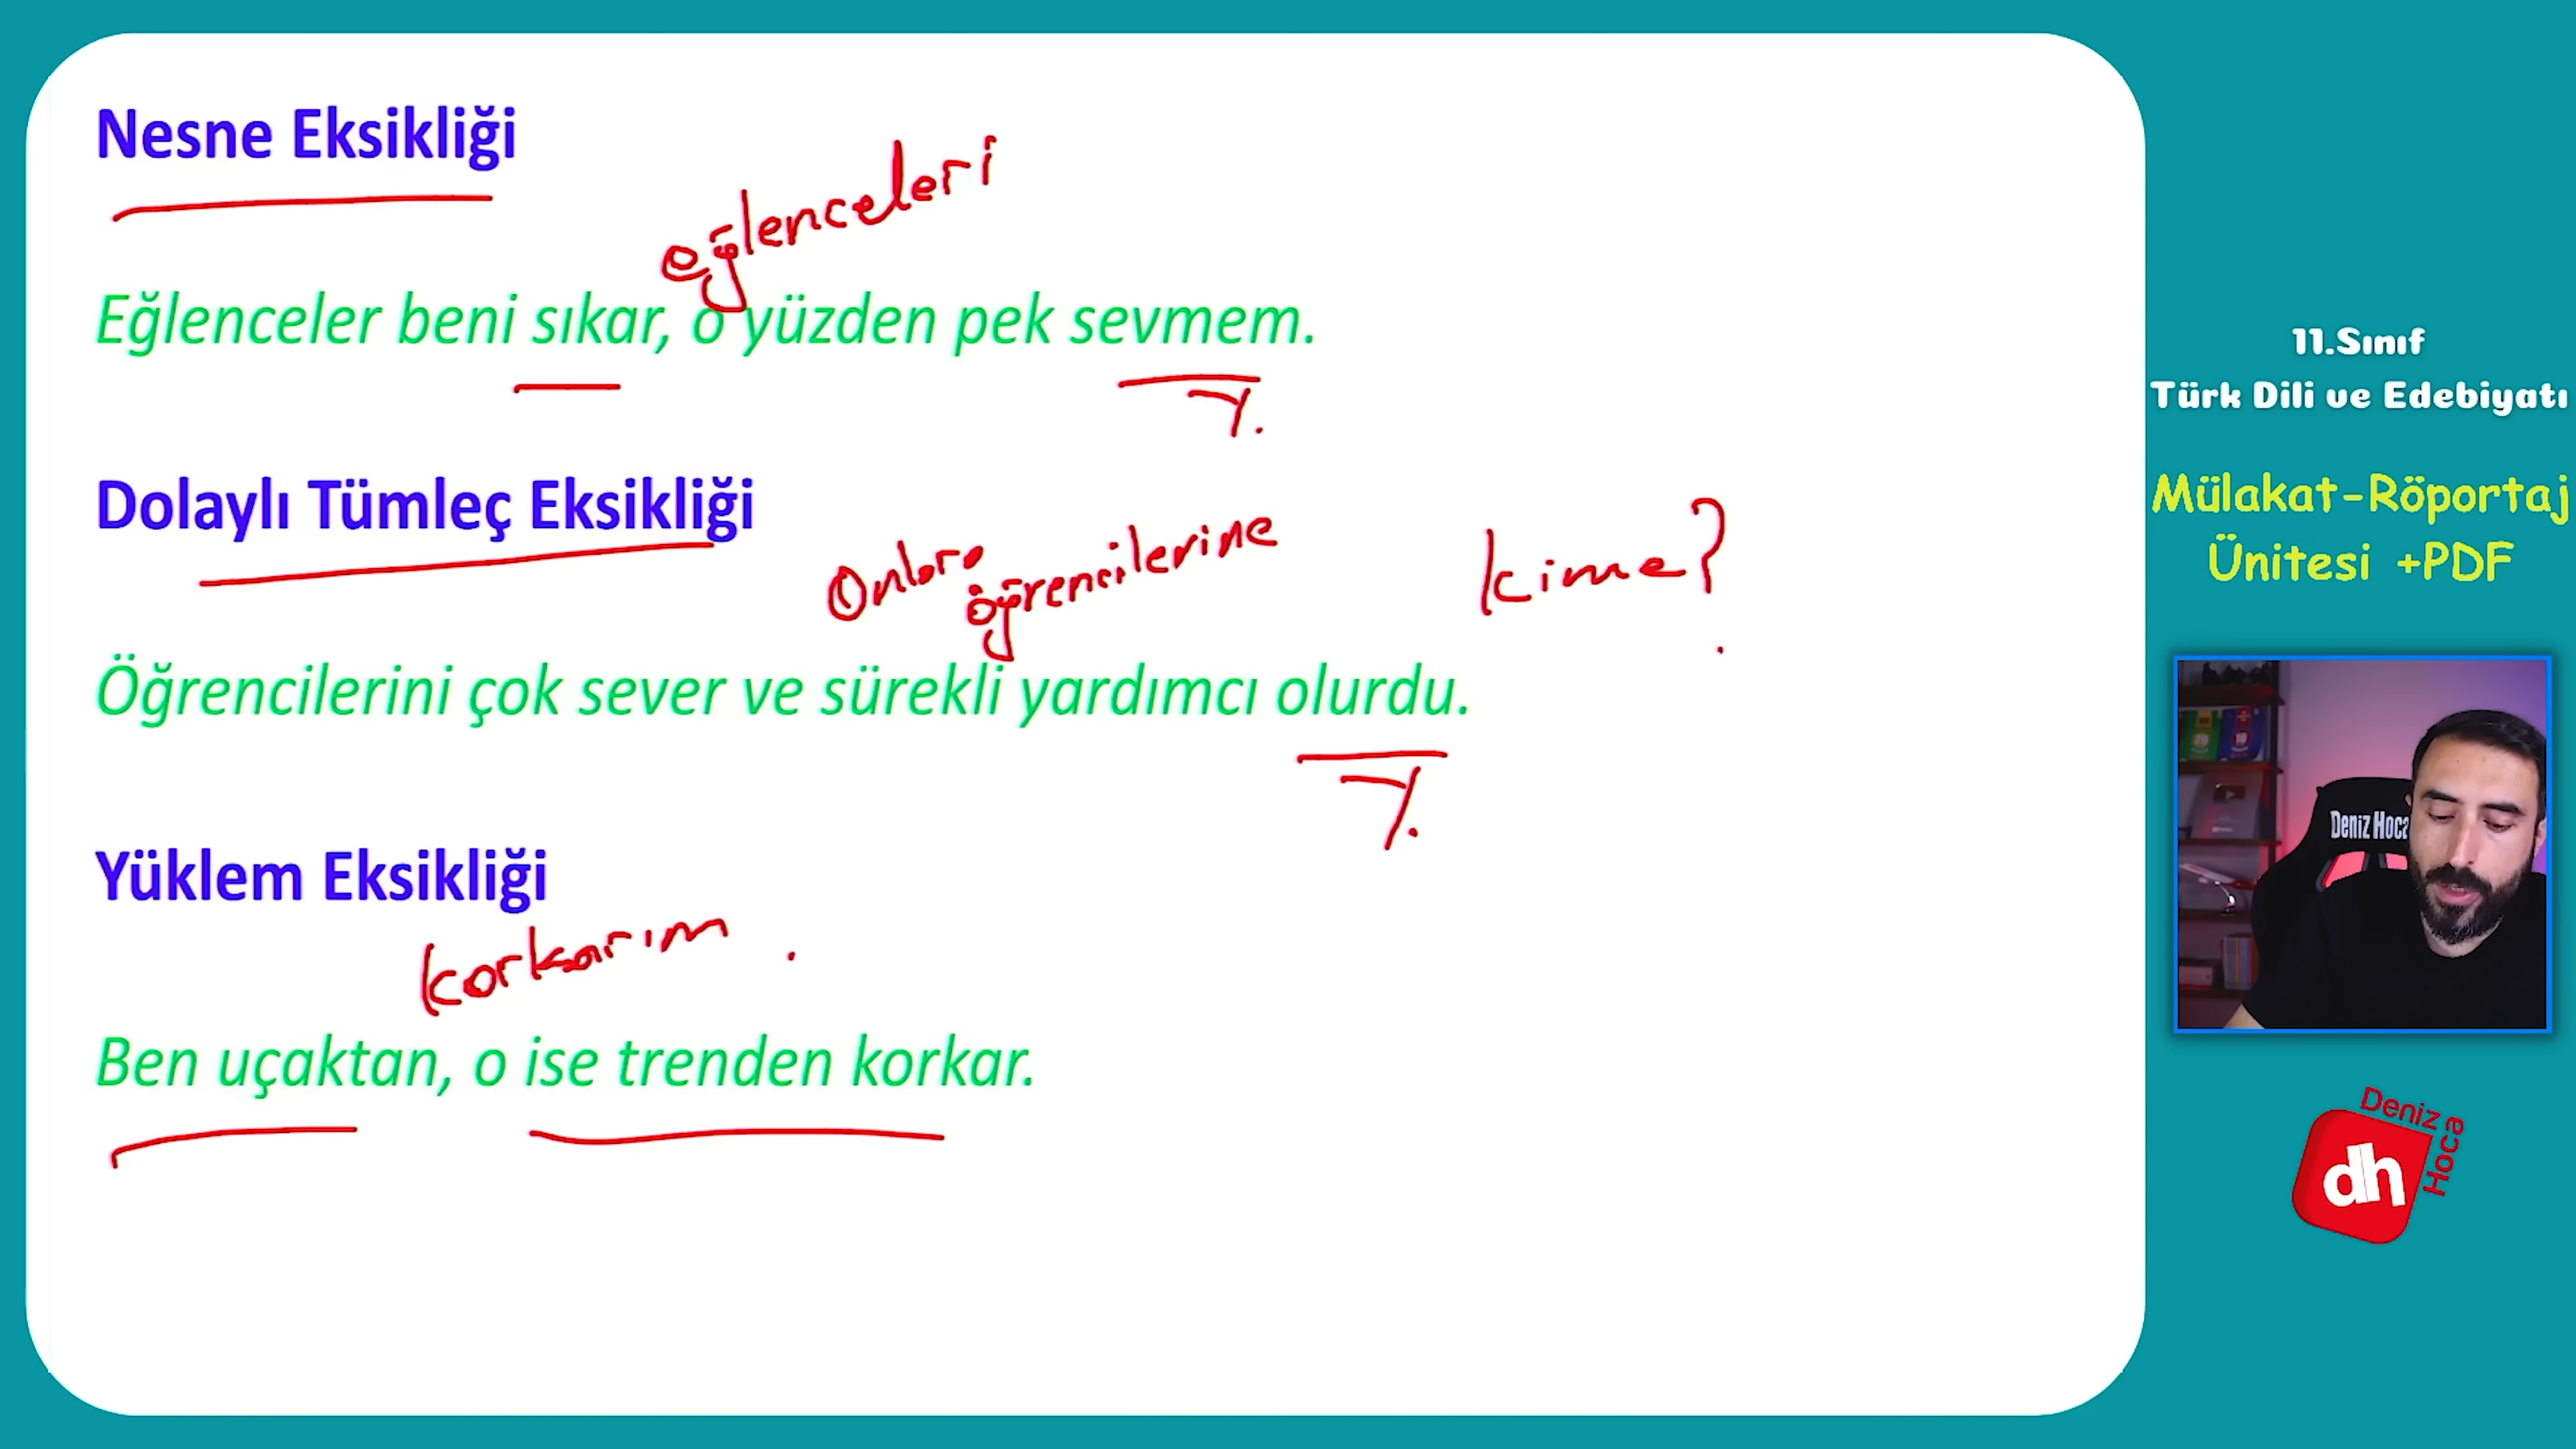 Nesne Eksikliği
eğlenceleri
Eğlenceler beni sıkar, o yüzden pek sevmem.
y.
Dolaylı Tümleç Eksikliği
Onlara
öğrencilerine
kime?
Öğrencilerini çok sever ve sürekli yardımcı olurdu.
y.
Yüklem Eksikliği
korkarım
Ben uçaktan, o ise trenden korkar.
11.Sınıf
Türk Dili ve Edebiyatı
Mülakat-Röportaj
Ünitesi +PDF
Deniz Hoca
Deniz Hoca
dh